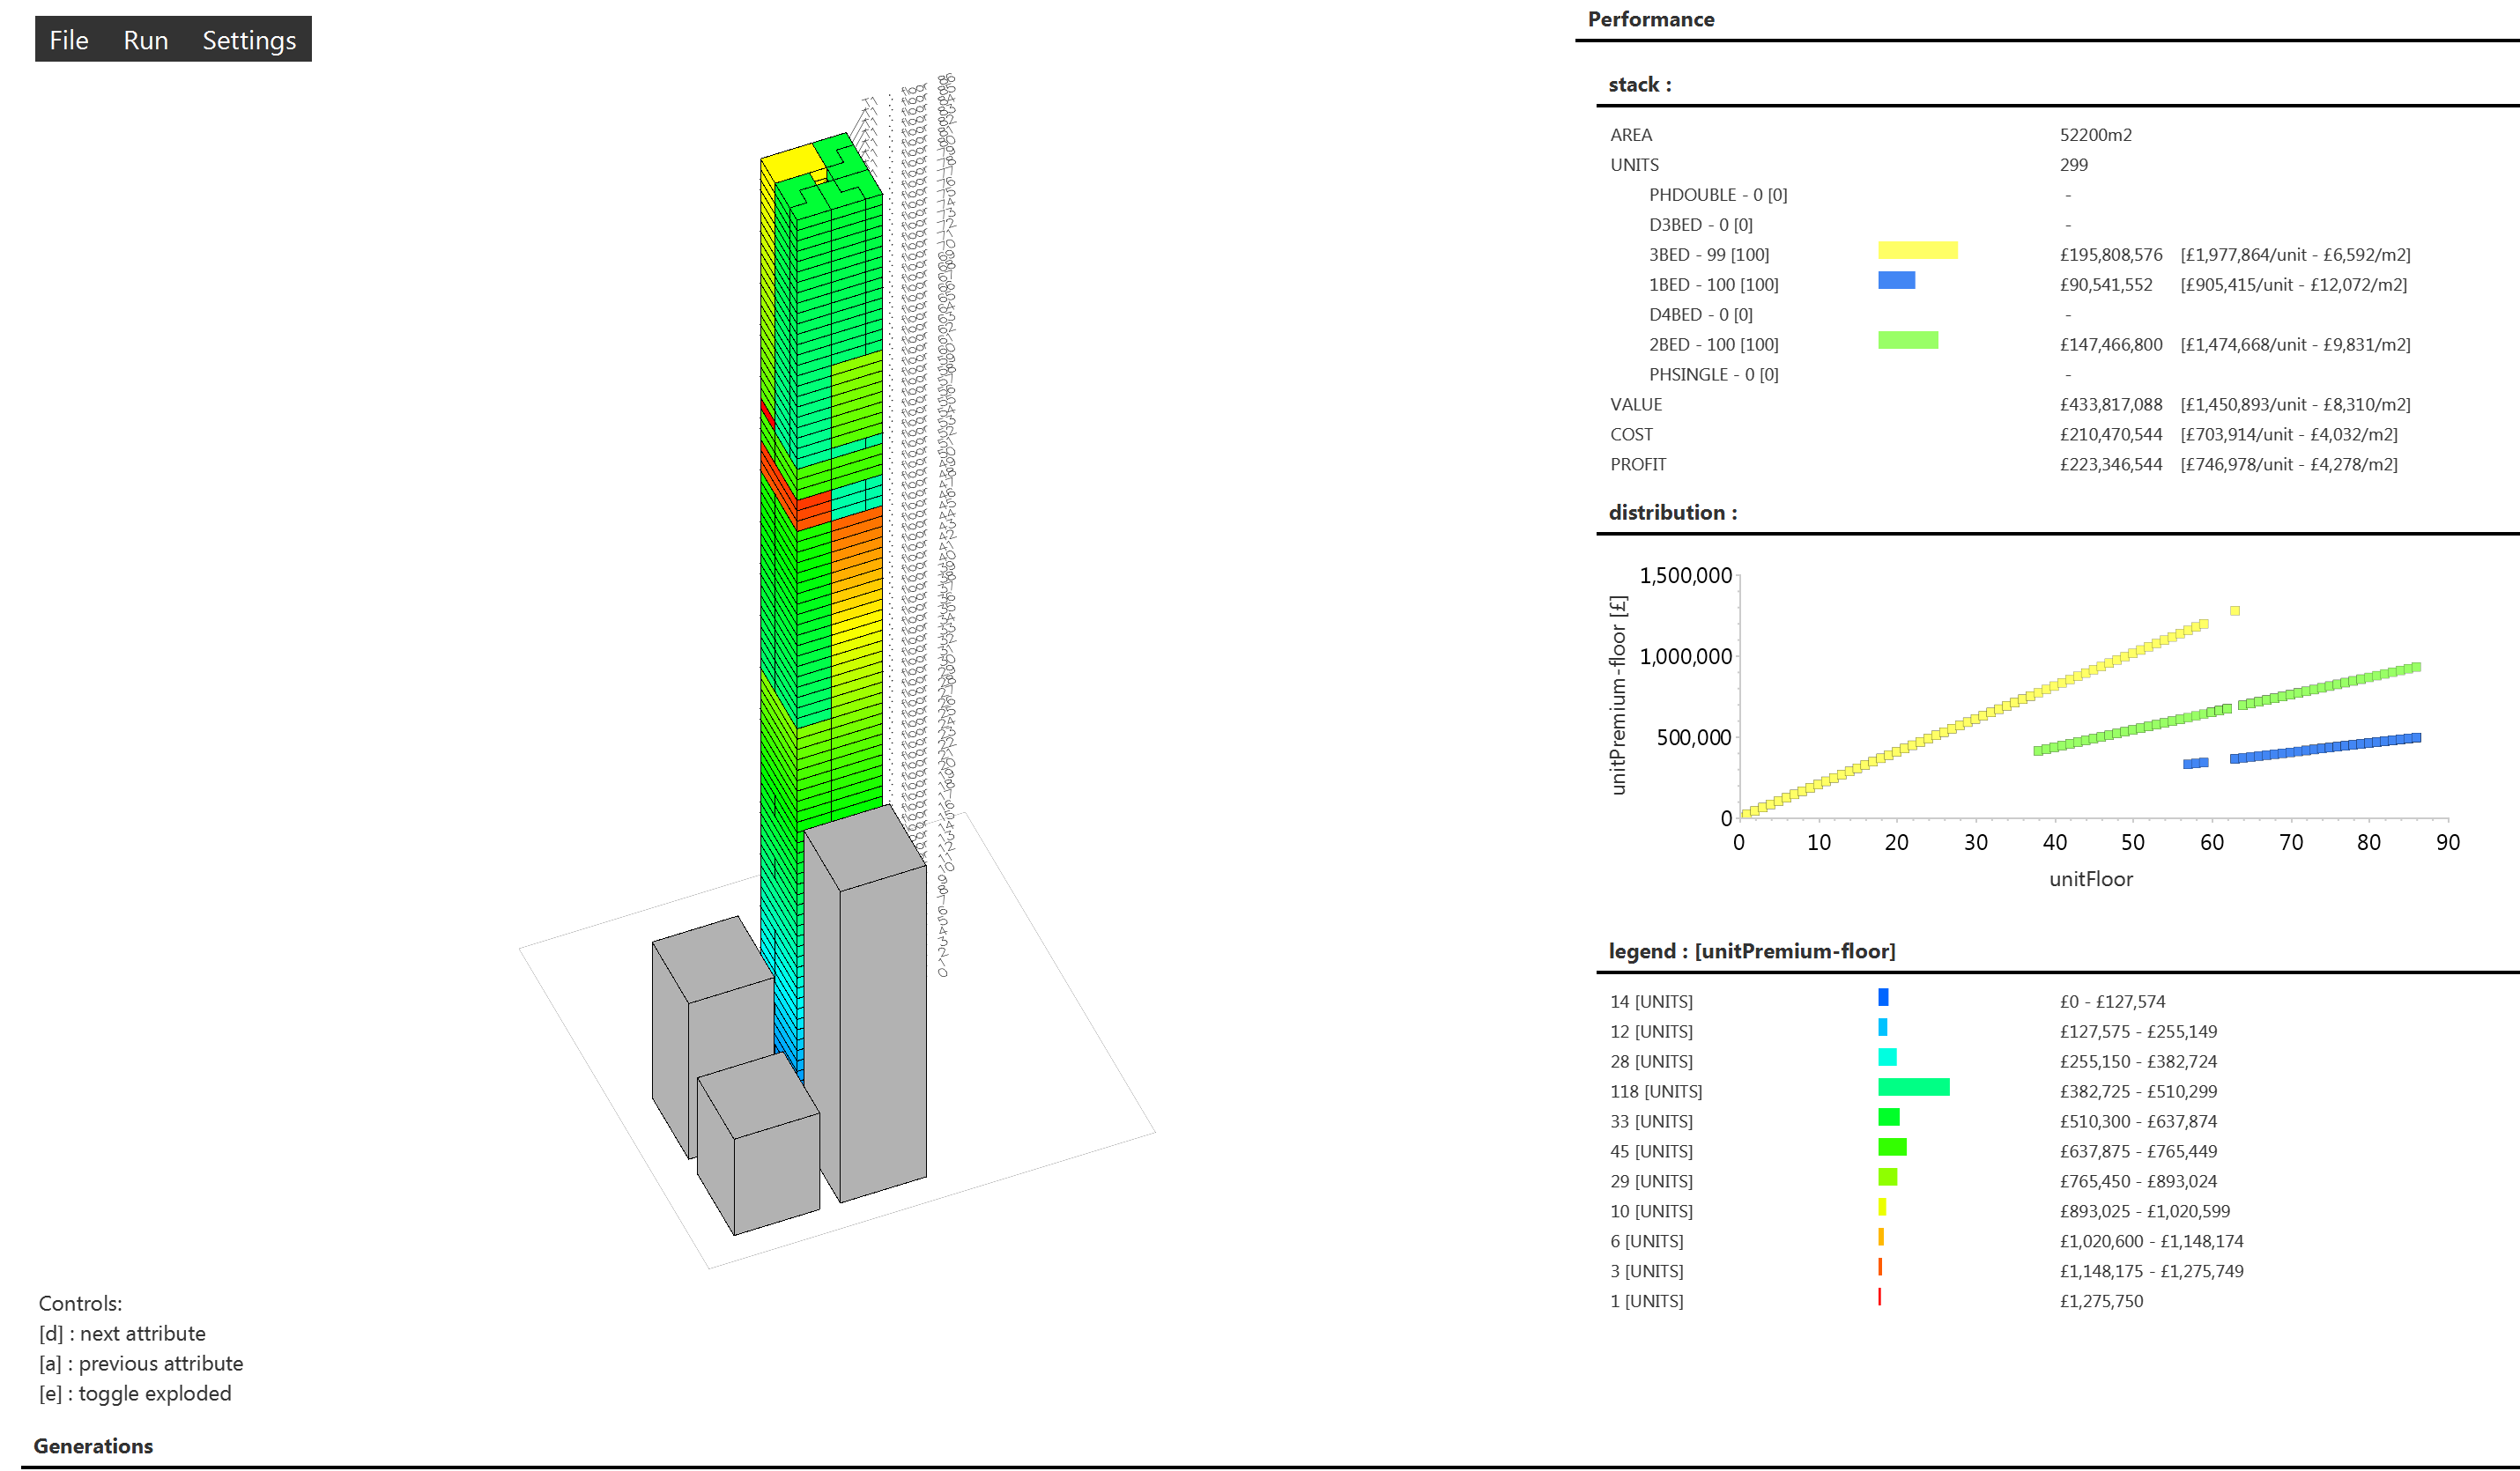 File Run Settings
Performance
stack :
AREA 52200m2
UNITS 299
PHDOUBLE - 0 [0] -
D3BED - 0 [0] -
3BED - 99 [100] £195,808,576 [£1,977,864/unit - £6,592/m2]
1BED - 100 [100] £90,541,552 [£905,415/unit - £12,072/m2]
D4BED - 0 [0] -
2BED - 100 [100] £147,466,800 [£1,474,668/unit - £9,831/m2]
PHSINGLE - 0 [0] -
VALUE £433,817,088 [£1,450,893/unit - £8,310/m2]
COST £210,470,544 [£703,914/unit - £4,032/m2]
PROFIT £223,346,544 [£746,978/unit - £4,278/m2]
distribution :
unitPremium-floor [£]
1,500,000
1,000,000
500,000
0
0 10 20 30 40 50 60 70 80 90
unitFloor
legend : [unitPremium-floor]
14 [UNITS] £0 - £127,574
12 [UNITS] £127,575 - £255,149
28 [UNITS] £255,150 - £382,724
118 [UNITS] £382,725 - £510,299
33 [UNITS] £510,300 - £637,874
45 [UNITS] £637,875 - £765,449
29 [UNITS] £765,450 - £893,024
10 [UNITS] £893,025 - £1,020,599
6 [UNITS] £1,020,600 - £1,148,174
3 [UNITS] £1,148,175 - £1,275,749
1 [UNITS] £1,275,750
Controls:
[d] : next attribute
[a] : previous attribute
[e] : toggle exploded
Generations